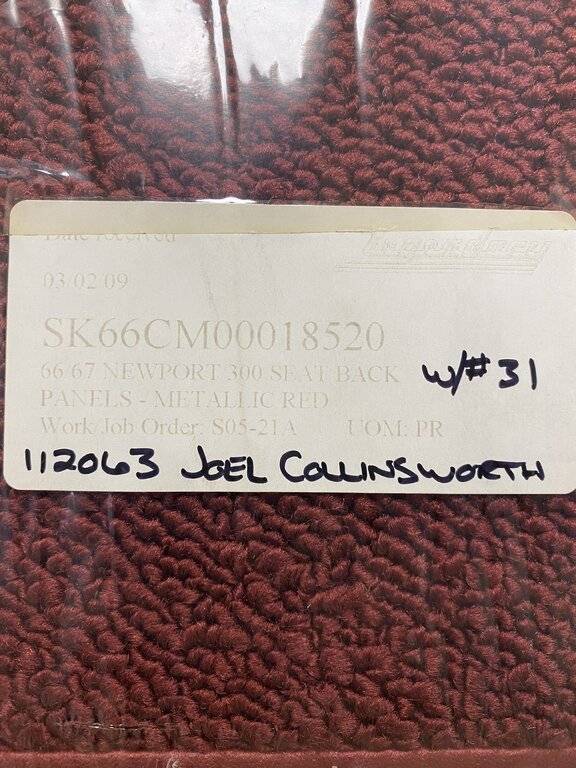 Date received
03 02 09
SK66CM00018520
66 67 NEWPORT 300 SEAT BACK
W/#31
PANELS - METALLIC RED
Work Job Order: S05-21A UOM: PR
112063 JOEL COLLINSWORTH